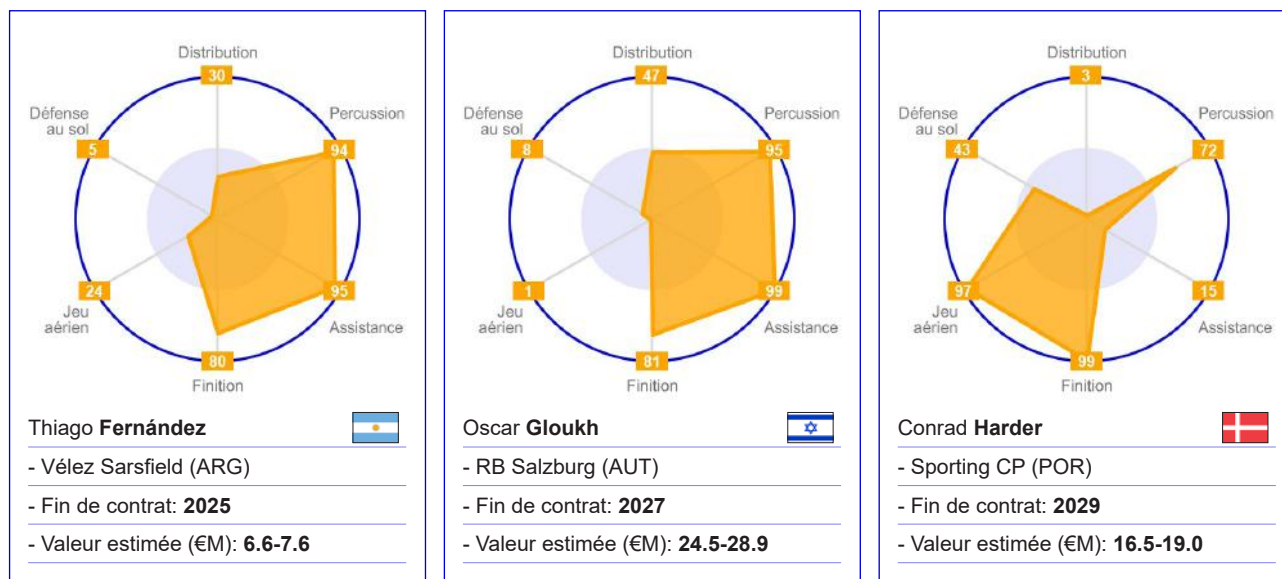 Distribution
30
Défense
au sol
Percussion
5
94
24
95
Jeu
aérien
Assistance
80
Finition
Thiago Fernández
- Vélez Sarsfield (ARG)
- Fin de contrat: 2025
- Valeur estimée (€M): 6.6-7.6
Distribution
47
Défense
au sol
Percussion
8
95
1
99
Jeu
aérien
Assistance
81
Finition
Oscar Gloukh
- RB Salzburg (AUT)
- Fin de contrat: 2027
- Valeur estimée (€M): 24.5-28.9
Distribution
3
Défense
au sol
Percussion
43
72
97
15
Jeu
aérien
Assistance
99
Finition
Conrad Harder
- Sporting CP (POR)
- Fin de contrat: 2029
- Valeur estimée (€M): 16.5-19.0